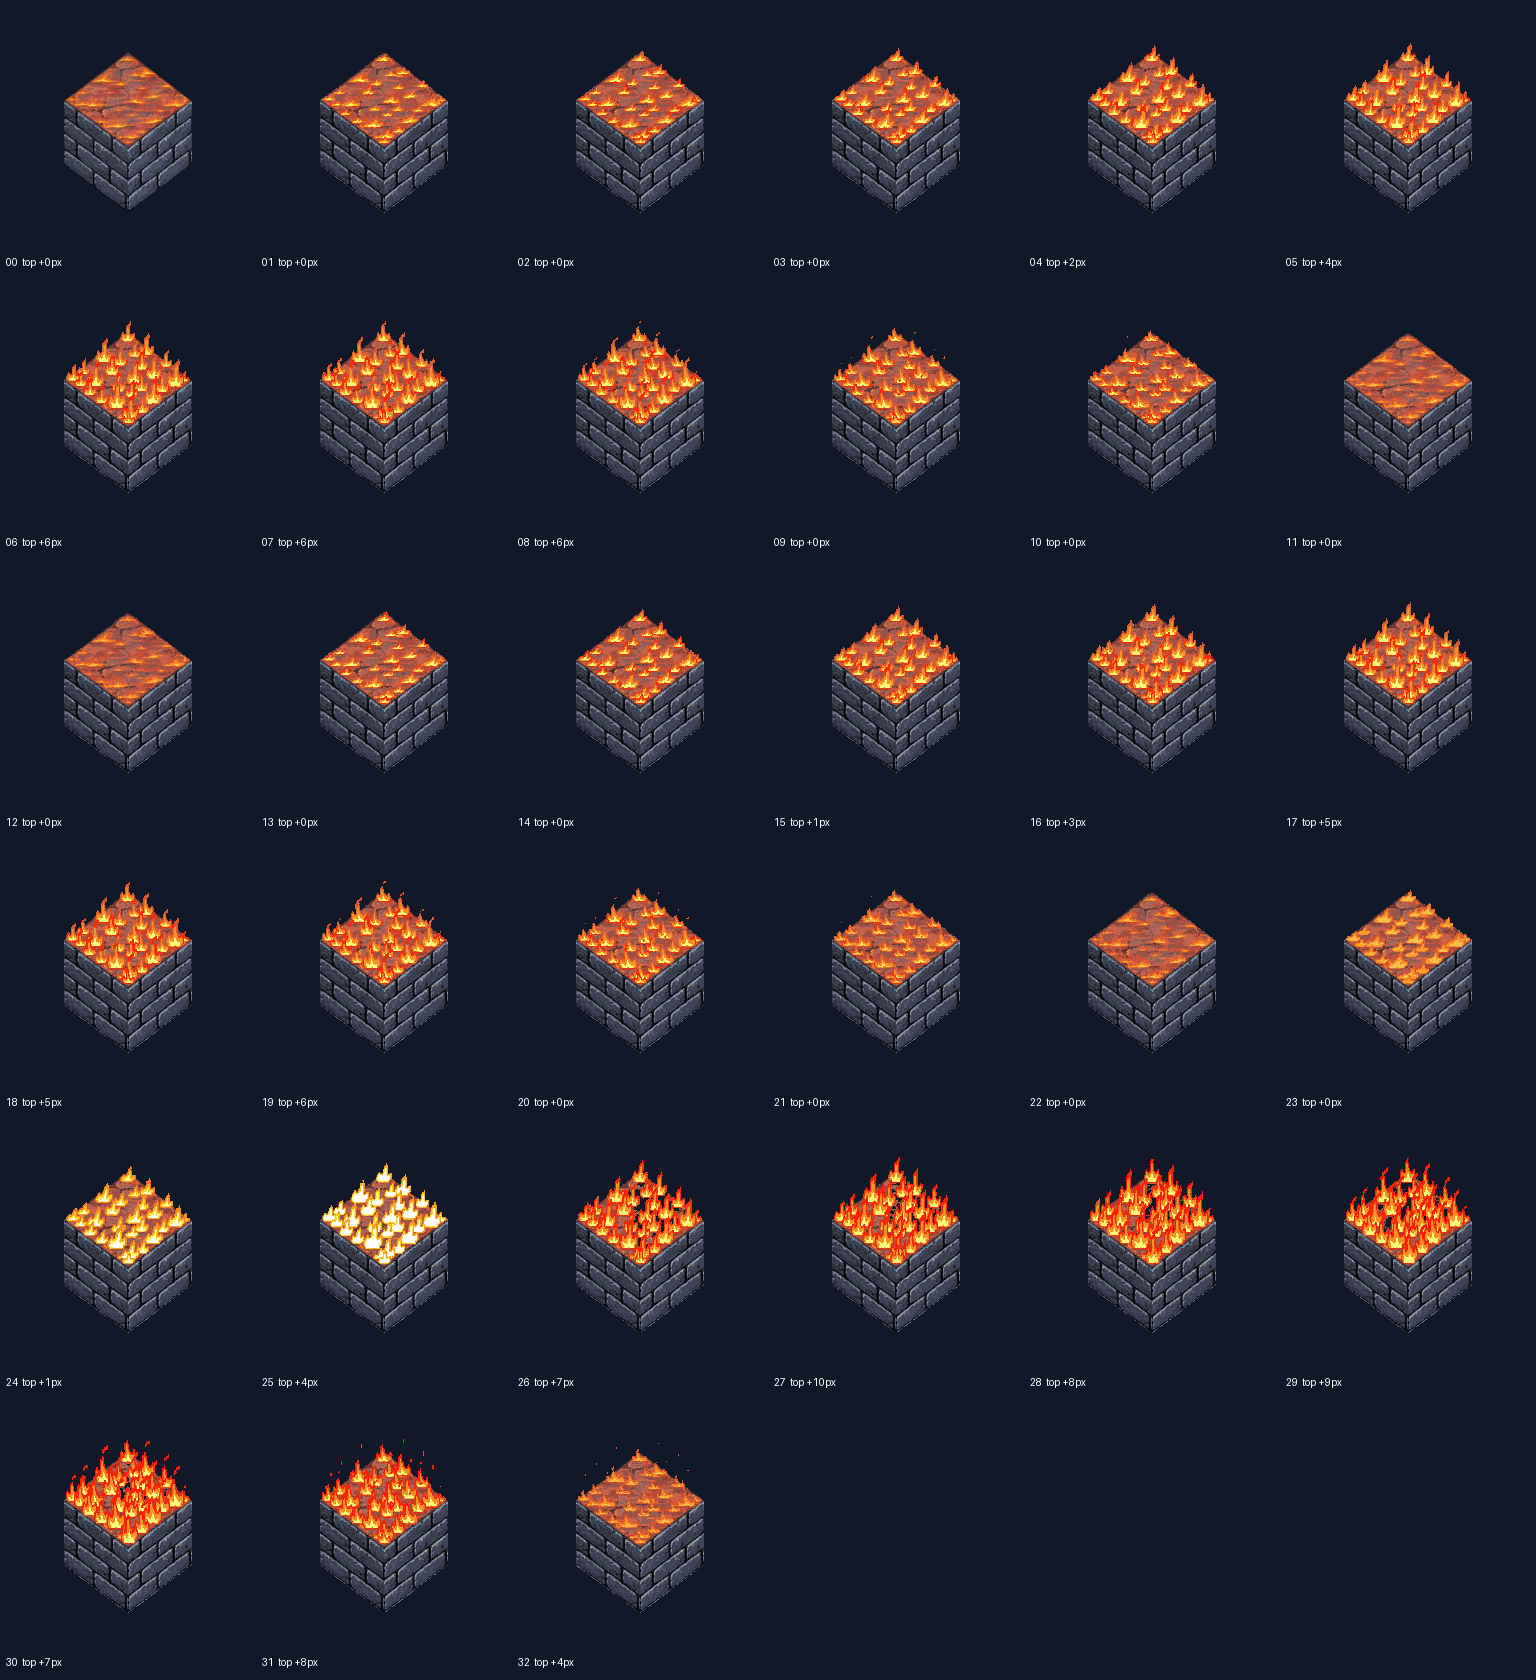 00 top +0px
01 top +0px
02 top +0px
03 top +0px
04 top +2px
05 top +4px
06 top +6px
07 top +6px
08 top +6px
09 top +0px
10 top +0px
11 top +0px
12 top +0px
13 top +0px
14 top +0px
15 top +1px
16 top +3px
17 top +5px
18 top +5px
19 top +6px
20 top +0px
21 top +0px
22 top +0px
23 top +0px
24 top +1px
25 top +4px
26 top +7px
27 top +10px
28 top +8px
29 top +9px
30 top +7px
31 top +8px
32 top +4px